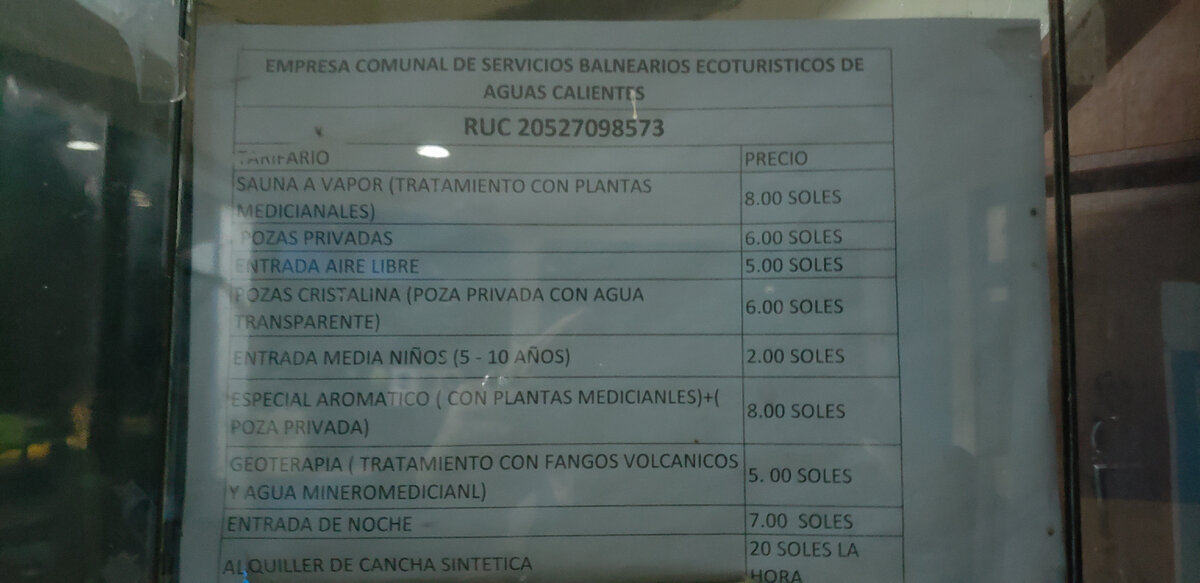 EMPRESA COMUNAL DE SERVICIOS BALNEARIOS ECOTURISTICOS DE
AGUAS CALIENTES
RUC 20527098573
TARIFARIO PRECIO
SAUNA A VAPOR (TRATAMIENTO CON PLANTAS
MEDICIANALES) 8.00 SOLES
POZAS PRIVADAS 6.00 SOLES
ENTRADA AIRE LIBRE 5.00 SOLES
POZAS CRISTALINA (POZA PRIVADA CON AGUA
TRANSPARENTE) 6.00 SOLES
ENTRADA MEDIA NIÑOS (5 - 10 AÑOS) 2.00 SOLES
ESPECIAL AROMATICO ( CON PLANTAS MEDICIANLES)+(
POZA PRIVADA) 8.00 SOLES
GEOTERAPIA ( TRATAMIENTO CON FANGOS VOLCANICOS
Y AGUA MINEROMEDICIANL) 5. 00 SOLES
ENTRADA DE NOCHE 7.00 SOLES
ALQUILLER DE CANCHA SINTETICA 20 SOLES LA
HORA